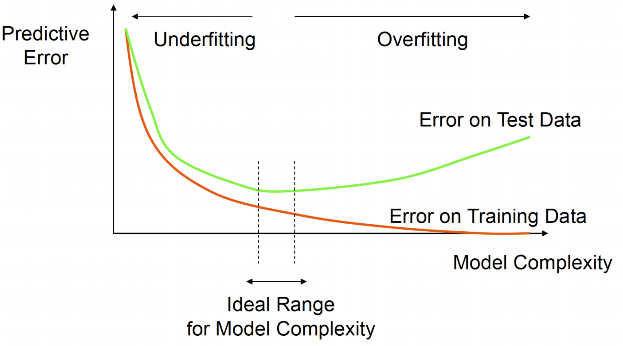 Predictive
Error
Underfitting
Overfitting
Error on Test Data
Error on Training Data
Model Complexity
Ideal Range
for Model Complexity